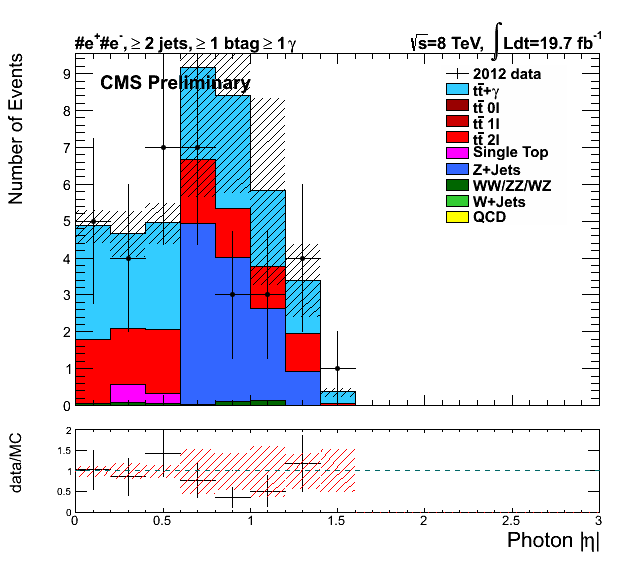 #e⁺#e⁻, ≥ 2 jets, ≥ 1 btag ≥ 1 γ
√s=8 TeV, ∫ Ldt=19.7 fb⁻¹
CMS Preliminary
Number of Events
9
8
7
6
5
4
3
2
1
0
2012 data
tt̄+γ
tt̄ 0l
tt̄ 1l
tt̄ 2l
Single Top
Z+Jets
WW/ZZ/WZ
W+Jets
QCD
data/MC
2
1.5
1
0.5
0
0 0.5 1 1.5 2 2.5 3
Photon |η|